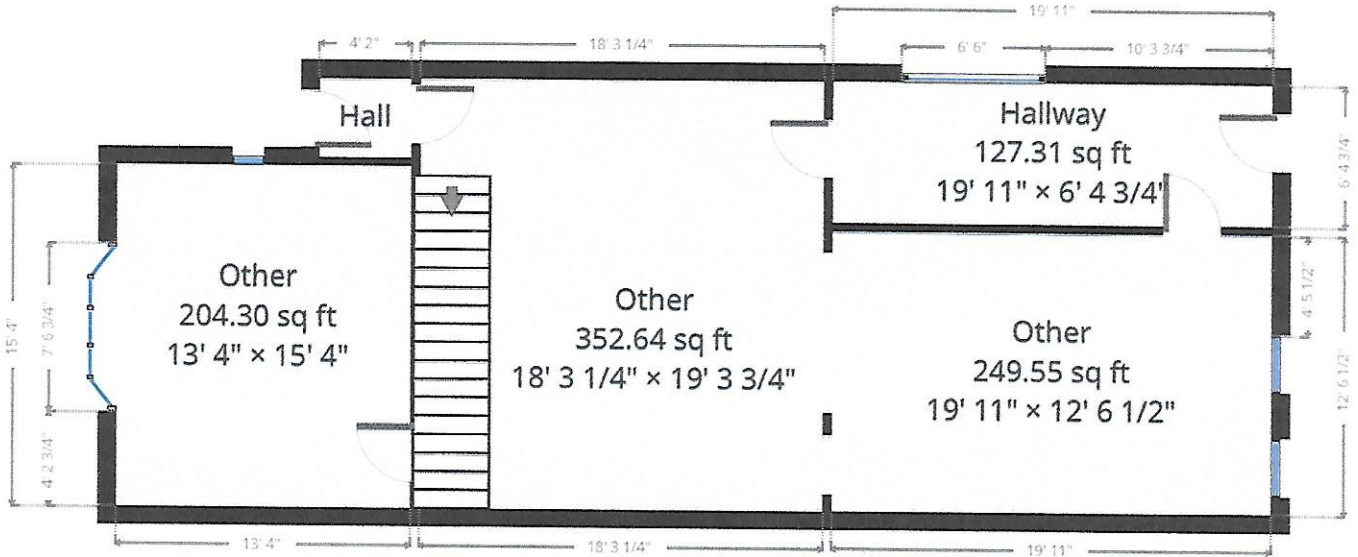 19' 11"
4' 2"
18' 3 1/4"
6' 6"
10' 3 3/4"
Hall
Hallway
127.31 sq ft
19' 11" × 6' 4 3/4"
6' 4 3/4"
Other
204.30 sq ft
13' 4" × 15' 4"
15' 4"
7' 6 3/4"
4' 2 3/4"
Other
352.64 sq ft
18' 3 1/4" × 19' 3 3/4"
Other
249.55 sq ft
19' 11" × 12' 6 1/2"
4' 5 1/2"
12' 6 1/2"
13' 4"
18' 3 1/4"
19' 11"